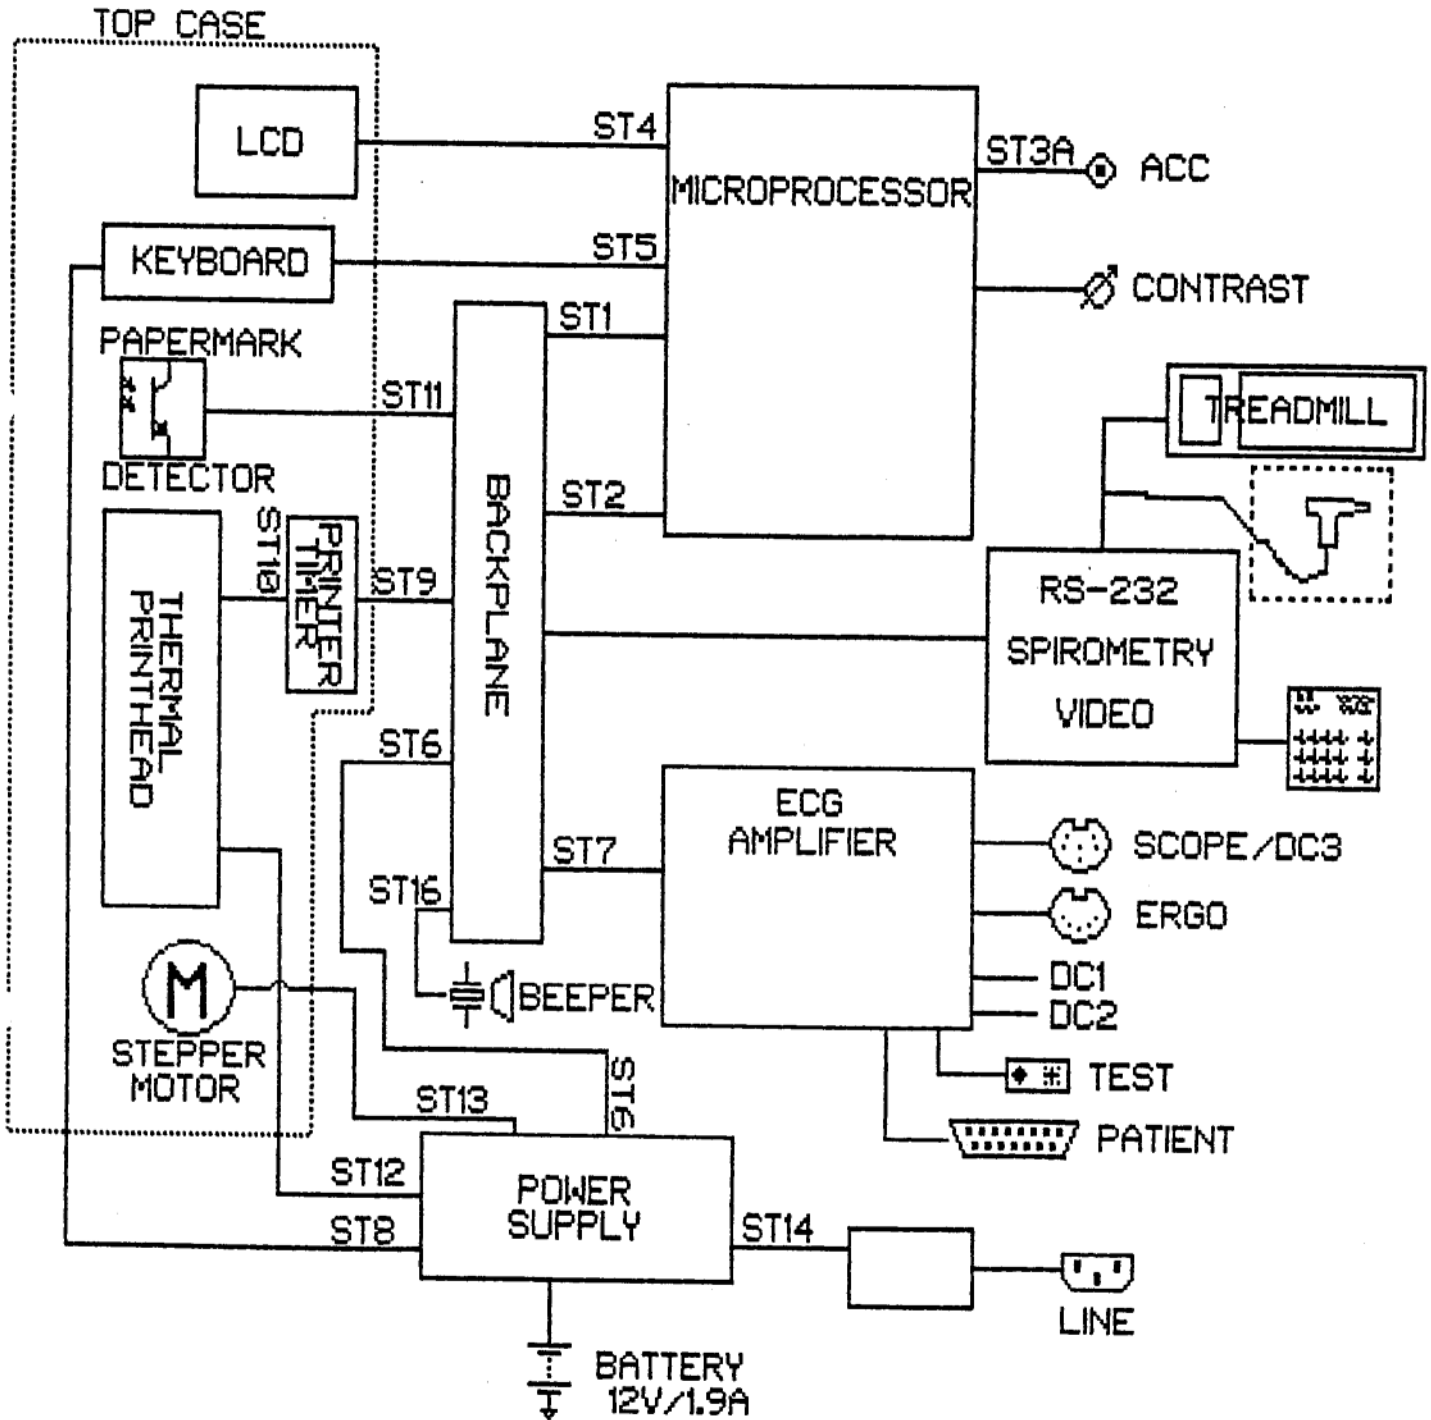 TOP CASE
LCD
ST4
MICROPROCESSOR
ST3A
ACC
KEYBOARD
ST5
CONTRAST
ST1
PAPERMARK
DETECTOR
ST11
TREADMILL
BACKPLANE
ST2
ST10
PRINTER
TIMER
ST9
THERMAL
PRINTHEAD
RS-232
SPIROMETRY
VIDEO
ST6
ECG
AMPLIFIER
SCOPE/DC3
ST7
ST16
ERGO
DC1
DC2
BEEPER
M
STEPPER
MOTOR
ST13
ST6
TEST
PATIENT
ST12
POWER
SUPPLY
ST8
ST14
LINE
BATTERY
12V/1.9A